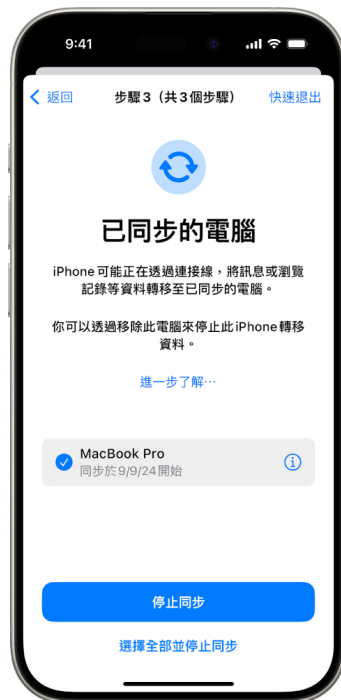 9:41
返回 步驟 3（共 3 個步驟） 快速退出
已同步的電腦
iPhone 可能正在透過連接線，將訊息或瀏覽
記錄等資料轉移至已同步的電腦。
你可以透過移除此電腦來停止此 iPhone 轉移
資料。
進一步了解⋯
MacBook Pro
同步於 9/9/24 開始
停止同步
選擇全部並停止同步